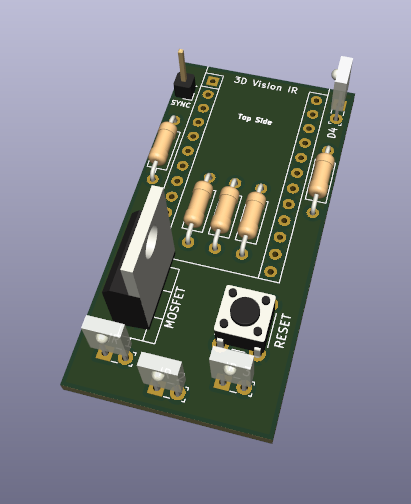 3D Vision IR
SYNC
Top Side
D4
MOSFET
RESET